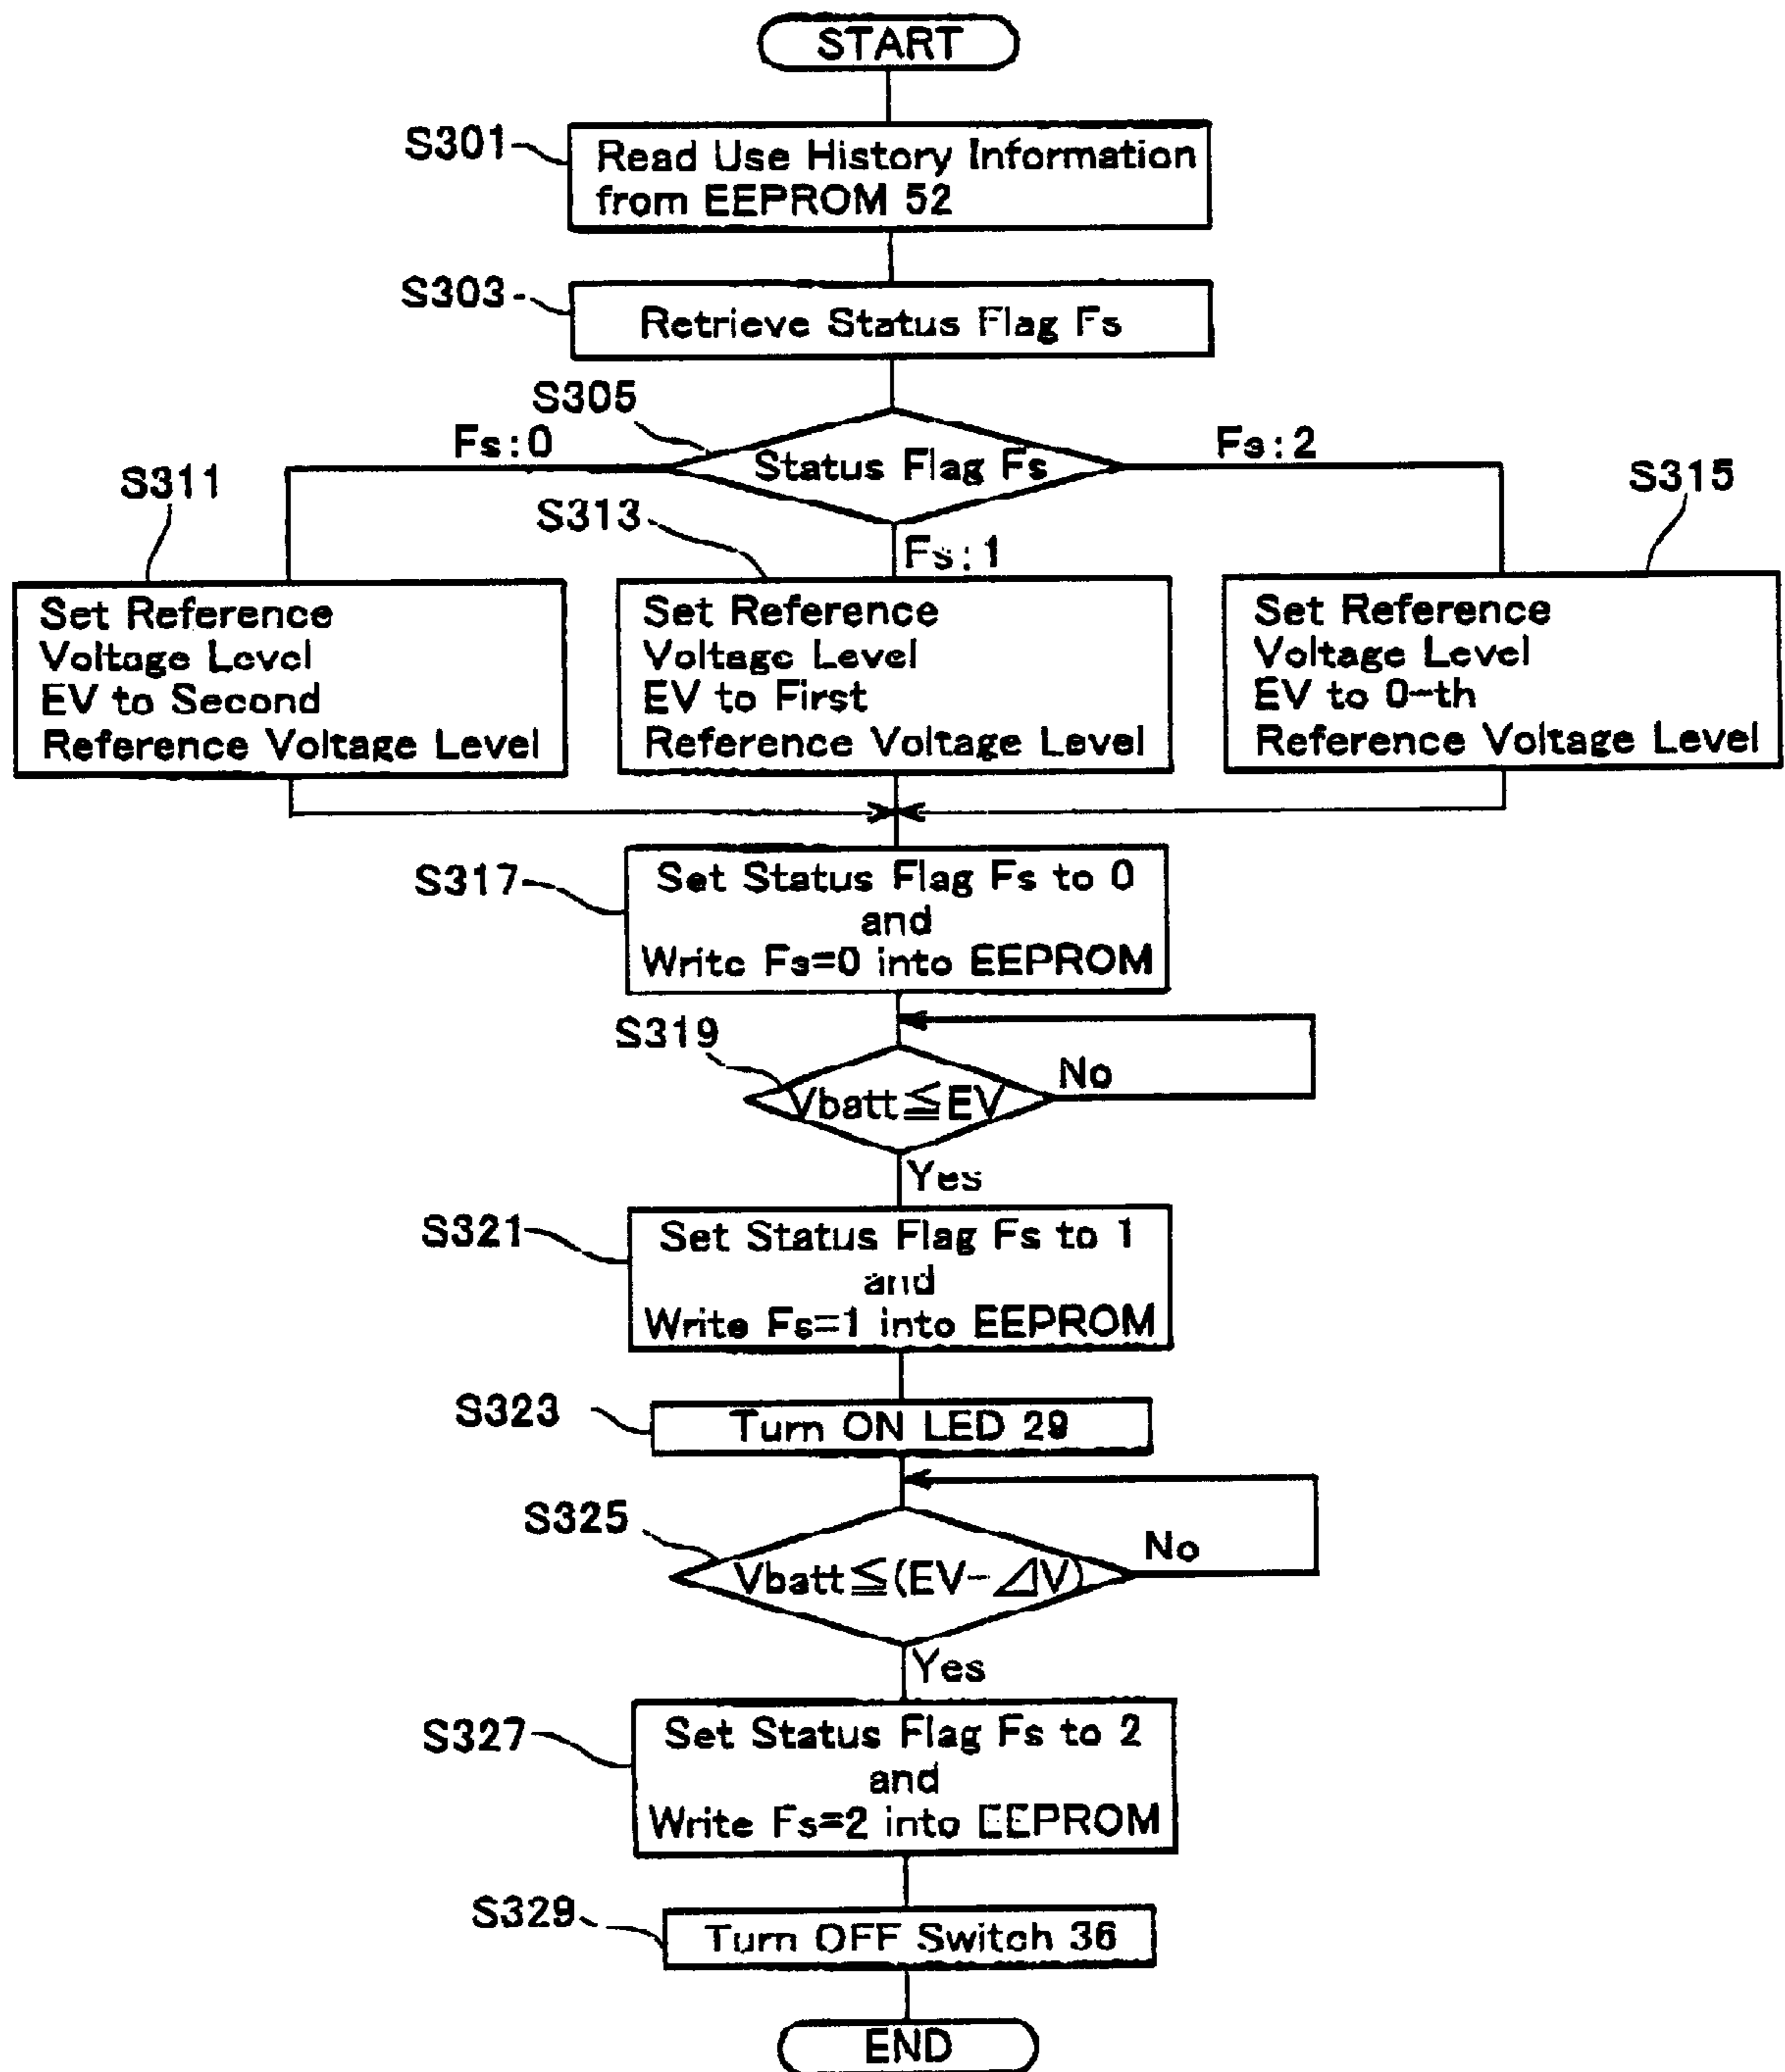 START
S301
Read Use History Information
from EEPROM 52
S303
Retrieve Status Flag Fs
S305
Fs:0
Status Flag Fs
Fs:2
S311
S313
Fs:1
S315
Set Reference
Voltage Level
EV to Second
Reference Voltage Level
Set Reference
Voltage Level
EV to First
Reference Voltage Level
Set Reference
Voltage Level
EV to 0-th
Reference Voltage Level
S317
Set Status Flag Fs to 0
and
Write Fs=0 into EEPROM
S319
Vbatt≦EV
No
Yes
S321
Set Status Flag Fs to 1
and
Write Fs=1 into EEPROM
S323
Turn ON LED 29
S325
Vbatt≦(EV-⊿V)
No
Yes
S327
Set Status Flag Fs to 2
and
Write Fs=2 into EEPROM
S329
Turn OFF Switch 36
END